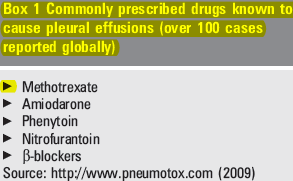 Box 1 Commonly prescribed drugs known to
cause pleural effusions (over 100 cases
reported globally)
► Methotrexate
► Amiodarone
► Phenytoin
► Nitrofurantoin
► β-blockers
Source: http://www.pneumotox.com (2009)